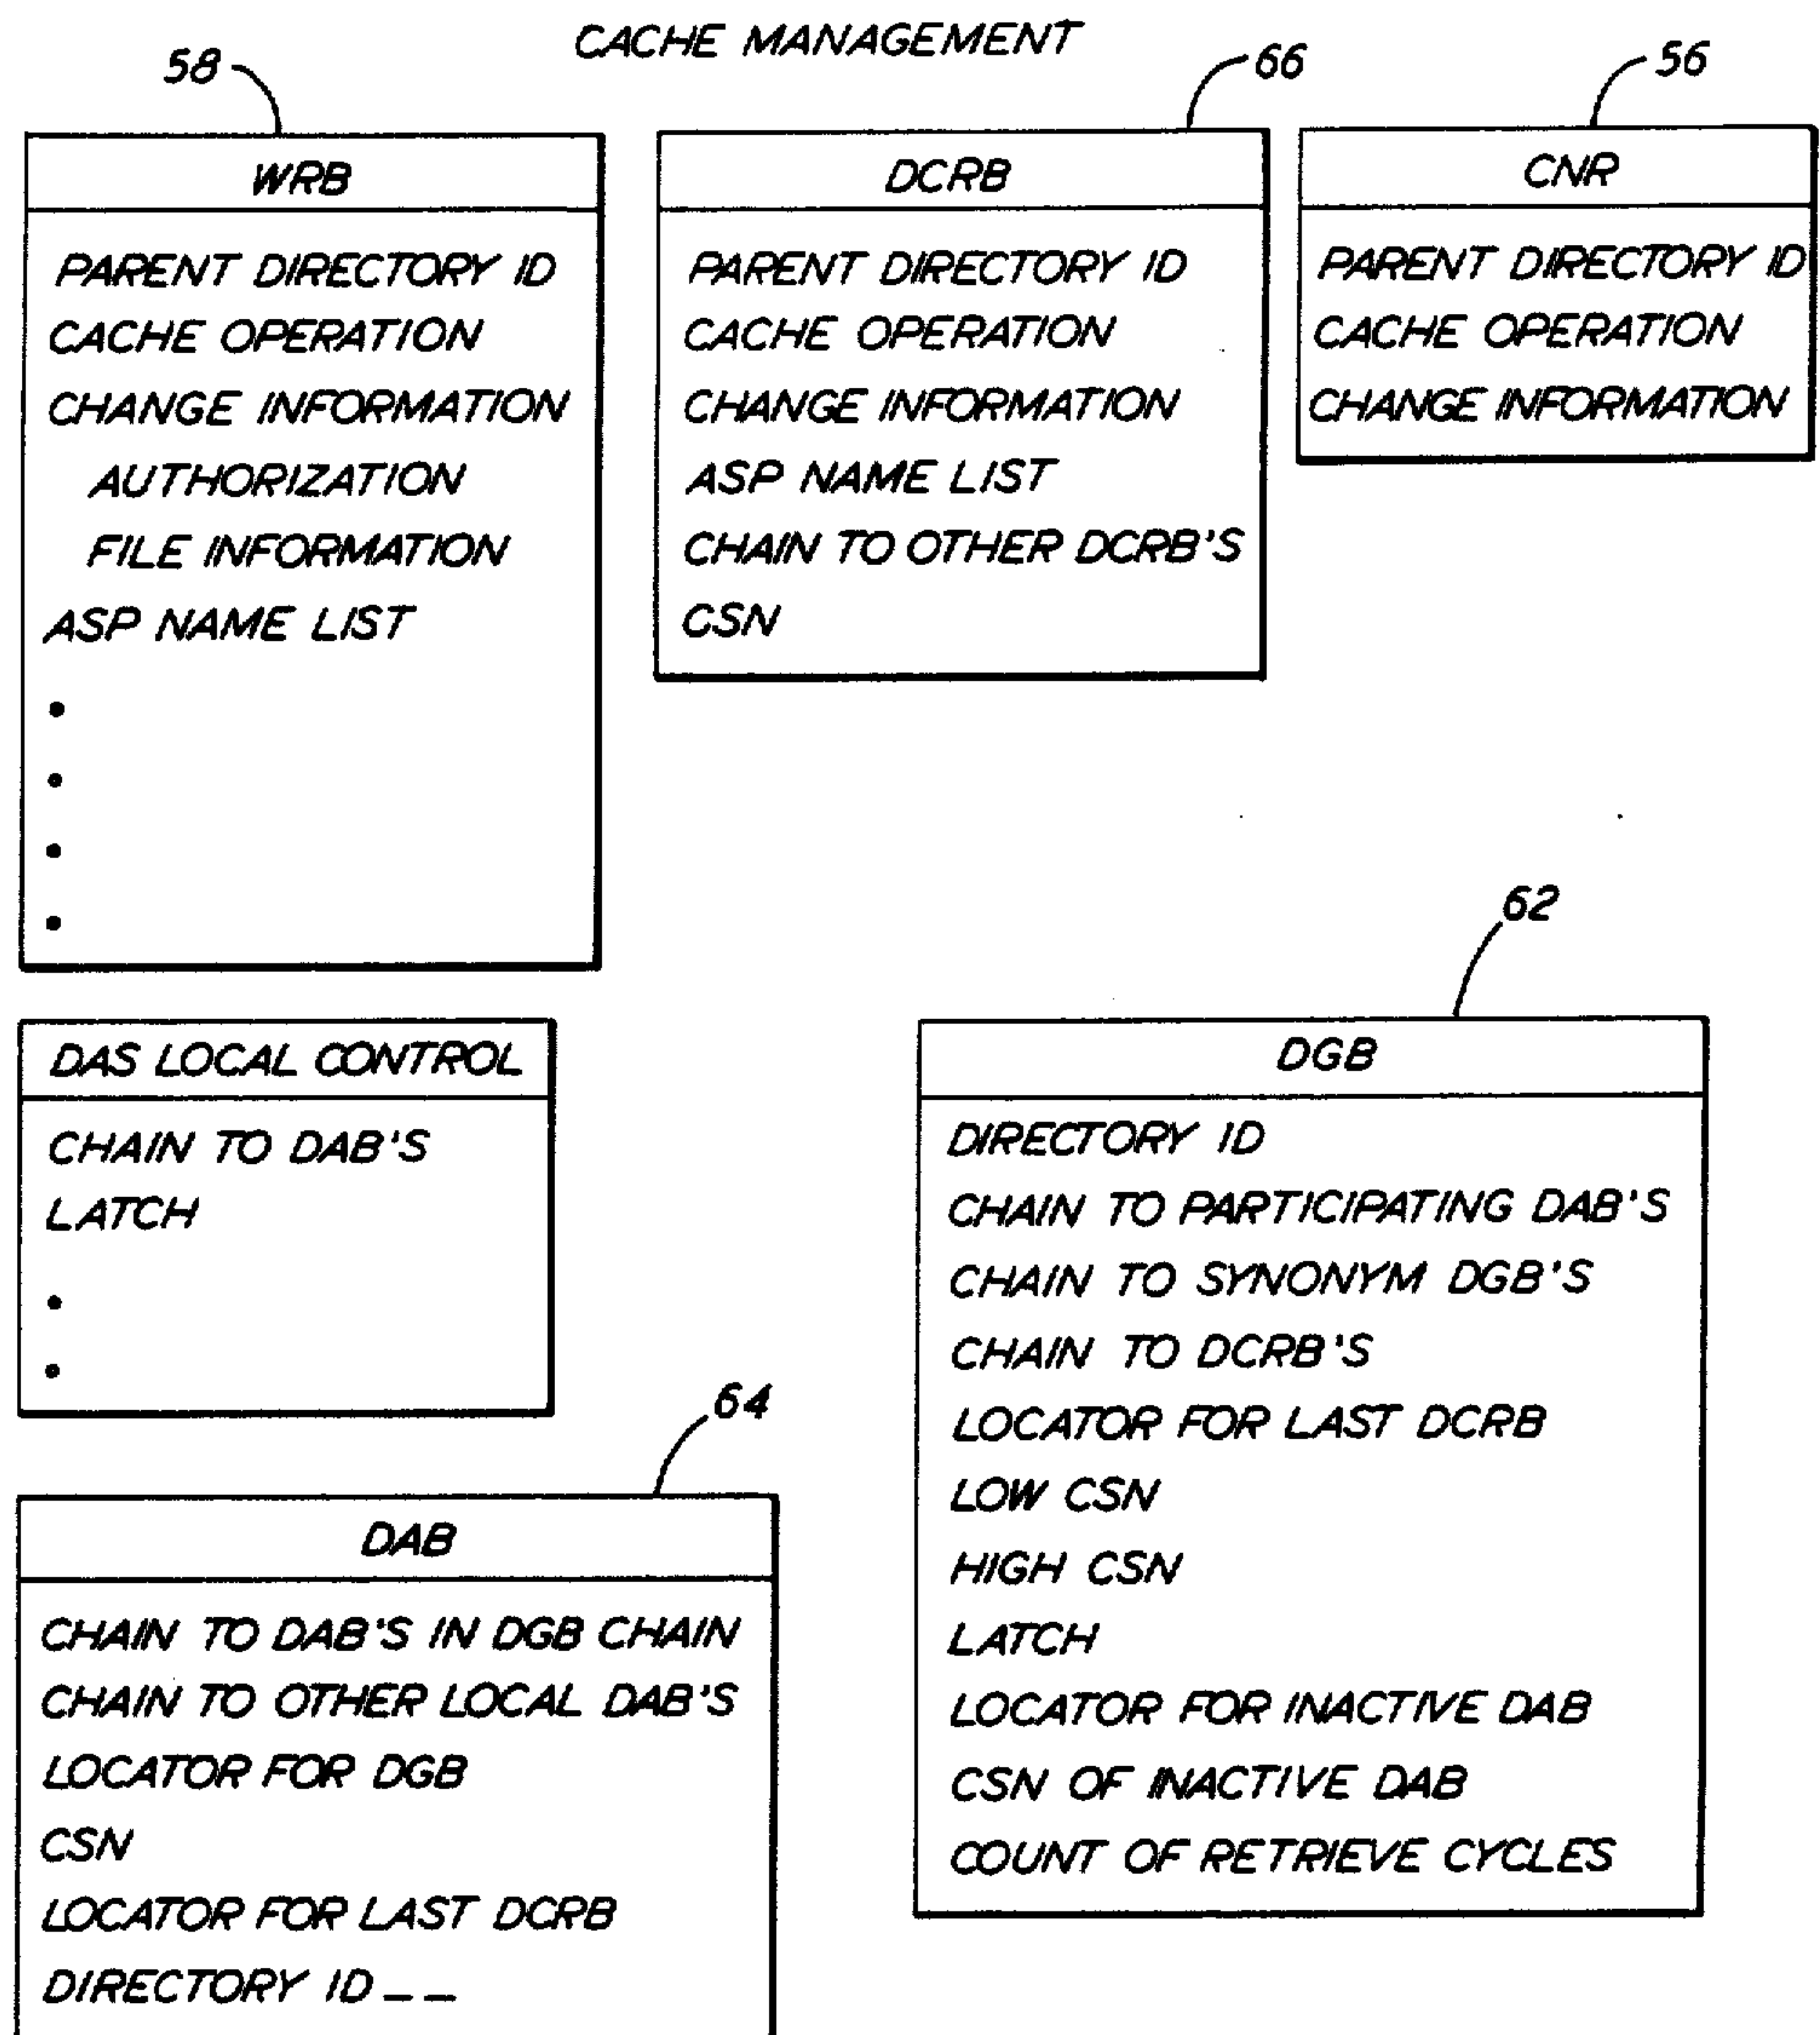 CACHE MANAGEMENT
58
WRB
PARENT DIRECTORY ID
CACHE OPERATION
CHANGE INFORMATION
AUTHORIZATION
FILE INFORMATION
ASP NAME LIST
66
DCRB
PARENT DIRECTORY ID
CACHE OPERATION
CHANGE INFORMATION
ASP NAME LIST
CHAIN TO OTHER DCRB'S
CSN
56
CNR
PARENT DIRECTORY ID
CACHE OPERATION
CHANGE INFORMATION
DAS LOCAL CONTROL
CHAIN TO DAB'S
LATCH
62
DGB
DIRECTORY ID
CHAIN TO PARTICIPATING DAB'S
CHAIN TO SYNONYM DGB'S
CHAIN TO DCRB'S
LOCATOR FOR LAST DCRB
LOW CSN
HIGH CSN
LATCH
LOCATOR FOR INACTIVE DAB
CSN OF INACTIVE DAB
COUNT OF RETRIEVE CYCLES
64
DAB
CHAIN TO DAB'S IN DGB CHAIN
CHAIN TO OTHER LOCAL DAB'S
LOCATOR FOR DGB
CSN
LOCATOR FOR LAST DCRB
DIRECTORY ID _ _